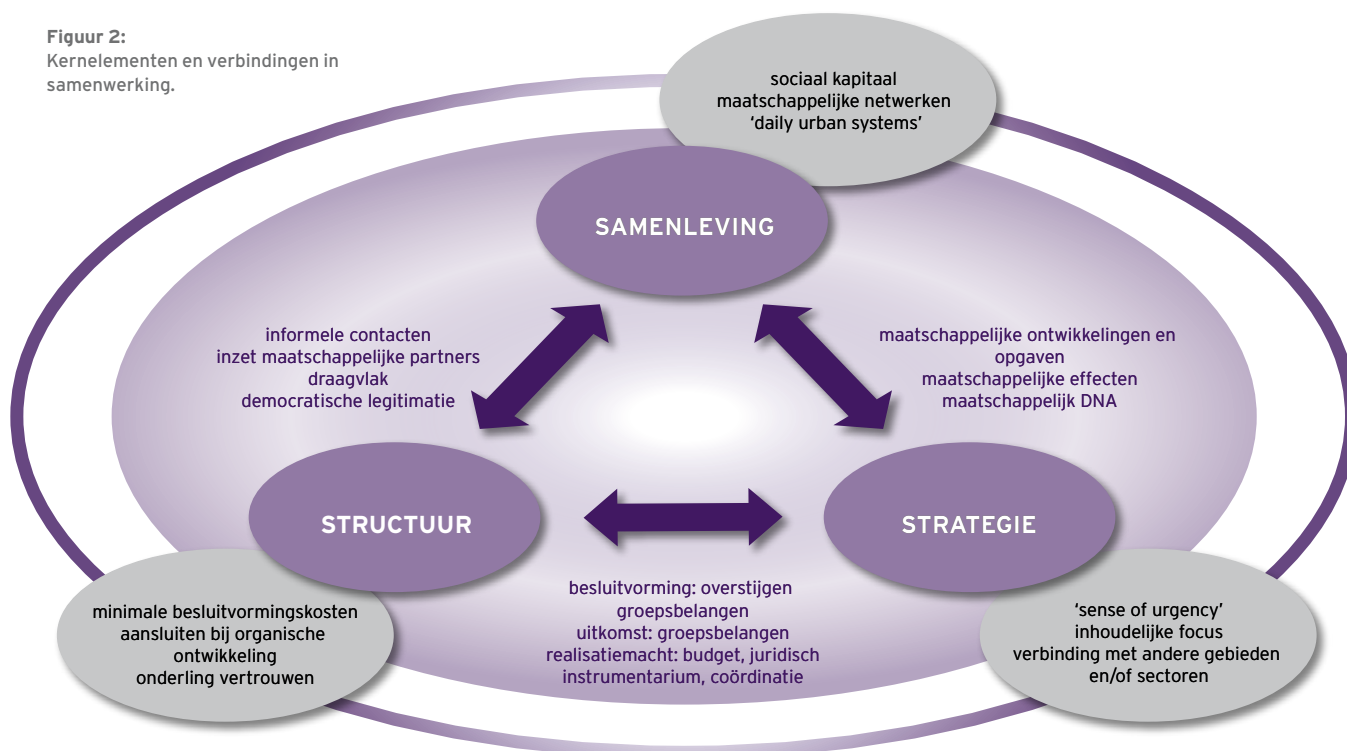 Figuur 2:
Kernelementen en verbindingen in
samenwerking.
sociaal kapitaal
maatschappelijke netwerken
‘daily urban systems’
SAMENLEVING
informele contacten
inzet maatschappelijke partners
draagvlak
democratische legitimatie
maatschappelijke ontwikkelingen en
opgaven
maatschappelijke effecten
maatschappelijk DNA
STRUCTUUR
STRATEGIE
minimale besluitvormingskosten
aansluiten bij organische
ontwikkeling
onderling vertrouwen
besluitvorming: overstijgen
groepsbelangen
uitkomst: groepsbelangen
realisatiemacht: budget, juridisch
instrumentarium, coördinatie
‘sense of urgency’
inhoudelijke focus
verbinding met andere gebieden
en/of sectoren